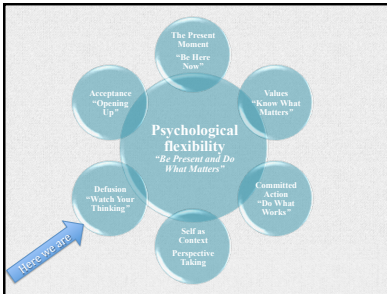 The Present
Moment
“Be Here
Now”
Acceptance
“Opening
Up”
Values
“Know What
Matters”
Psychological
flexibility
“Be Present and Do
What Matters”
Defusion
“Watch Your
Thinking”
Committed
Action
“Do What
Works”
Self as
Context
Perspective
Taking
Here we are